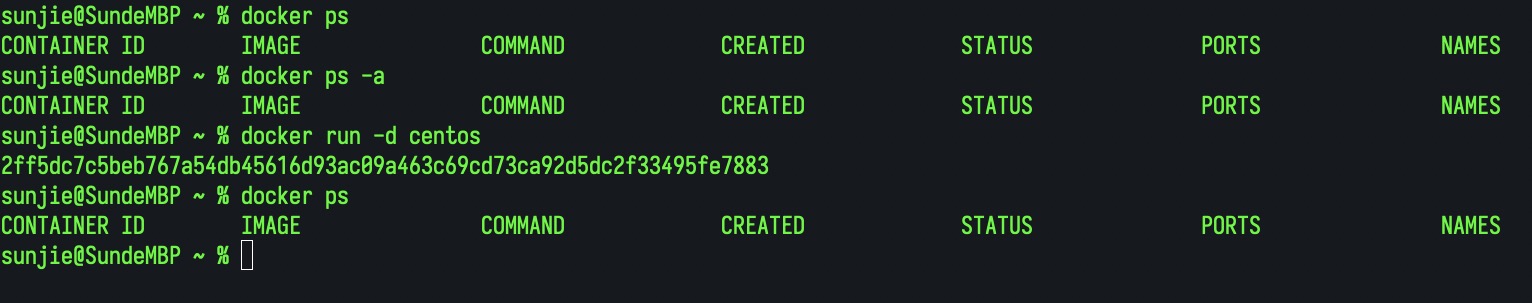 sunjie@SundeMBP ~ % docker ps
CONTAINER ID        IMAGE               COMMAND             CREATED             STATUS              PORTS               NAMES
sunjie@SundeMBP ~ % docker ps -a
CONTAINER ID        IMAGE               COMMAND             CREATED             STATUS              PORTS               NAMES
sunjie@SundeMBP ~ % docker run -d centos
2ff5dc7c5beb767a54db45616d93ac09a463c69cd73ca92d5dc2f33495fe7883
sunjie@SundeMBP ~ % docker ps
CONTAINER ID        IMAGE               COMMAND             CREATED             STATUS              PORTS               NAMES
sunjie@SundeMBP ~ %